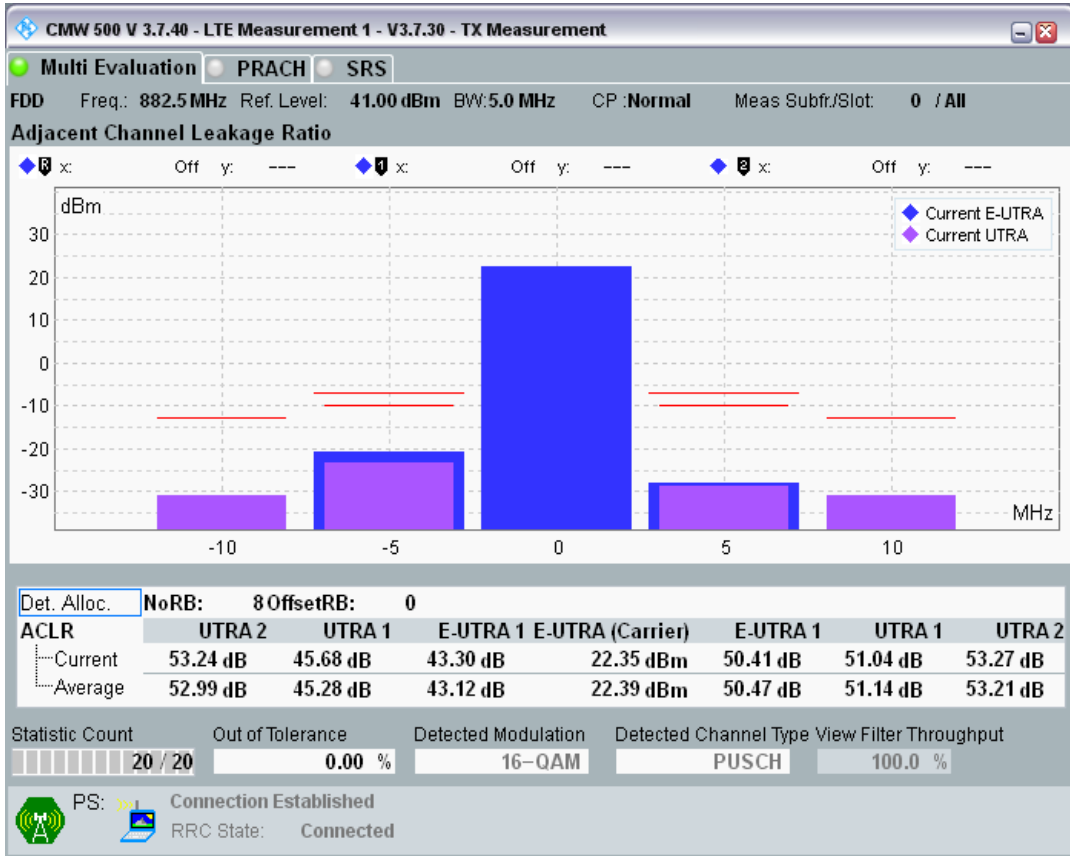 CMW 500 V 3.7.40 - LTE Measurement 1 - V3.7.30 - TX Measurement
Multi Evaluation PRACH SRS
FDD Freq.: 882.5 MHz Ref. Level: 41.00 dBm BW: 5.0 MHz CP :Normal Meas Subfr./Slot: 0 / All
Adjacent Channel Leakage Ratio
R x: Off y: --- 1 x: Off y: --- 2 x: Off y: ---
dBm
Current E-UTRA
Current UTRA
30
20
10
0
-10
-20
-30
MHz
-10 -5 0 5 10
Det. Alloc. NoRB: 8 OffsetRB: 0
ACLR UTRA 2 UTRA 1 E-UTRA 1 E-UTRA (Carrier) E-UTRA 1 UTRA 1 UTRA 2
Current 53.24 dB 45.68 dB 43.30 dB 22.35 dBm 50.41 dB 51.04 dB 53.27 dB
Average 52.99 dB 45.28 dB 43.12 dB 22.39 dBm 50.47 dB 51.14 dB 53.21 dB
Statistic Count Out of Tolerance Detected Modulation Detected Channel Type View Filter Throughput
20 / 20 0.00 % 16-QAM PUSCH 100.0 %
PS: Connection Established
RRC State: Connected